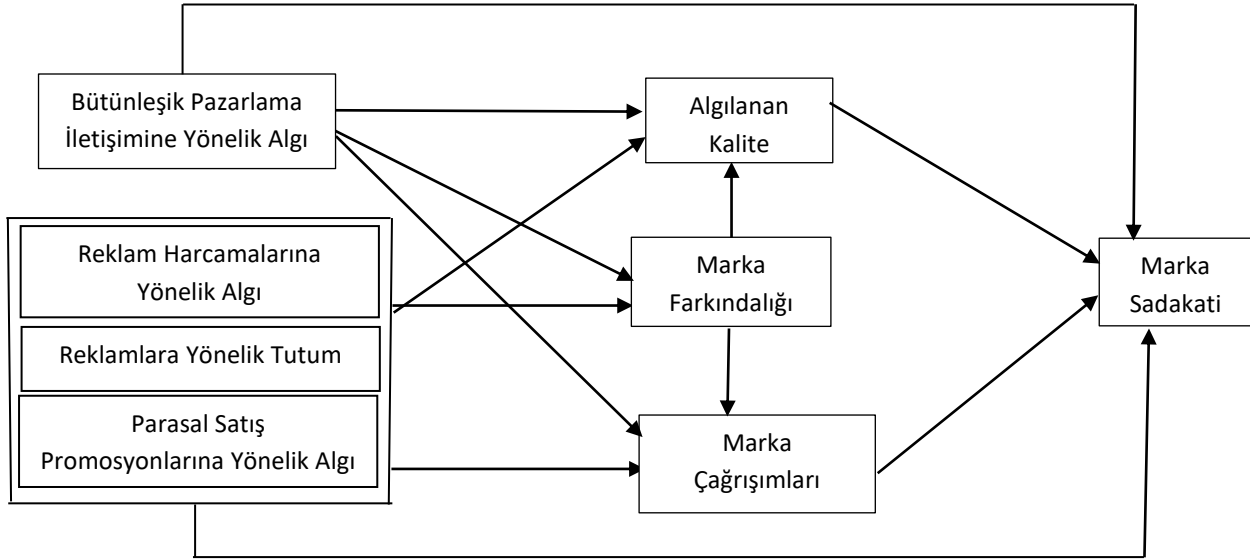 Bütünleşik Pazarlama
İletişimine Yönelik Algı
Algılanan
Kalite
Reklam Harcamalarına
Yönelik Algı
Marka
Farkındalığı
Marka
Sadakati
Reklamlara Yönelik Tutum
Parasal Satış
Promosyonlarına Yönelik Algı
Marka
Çağrışımları